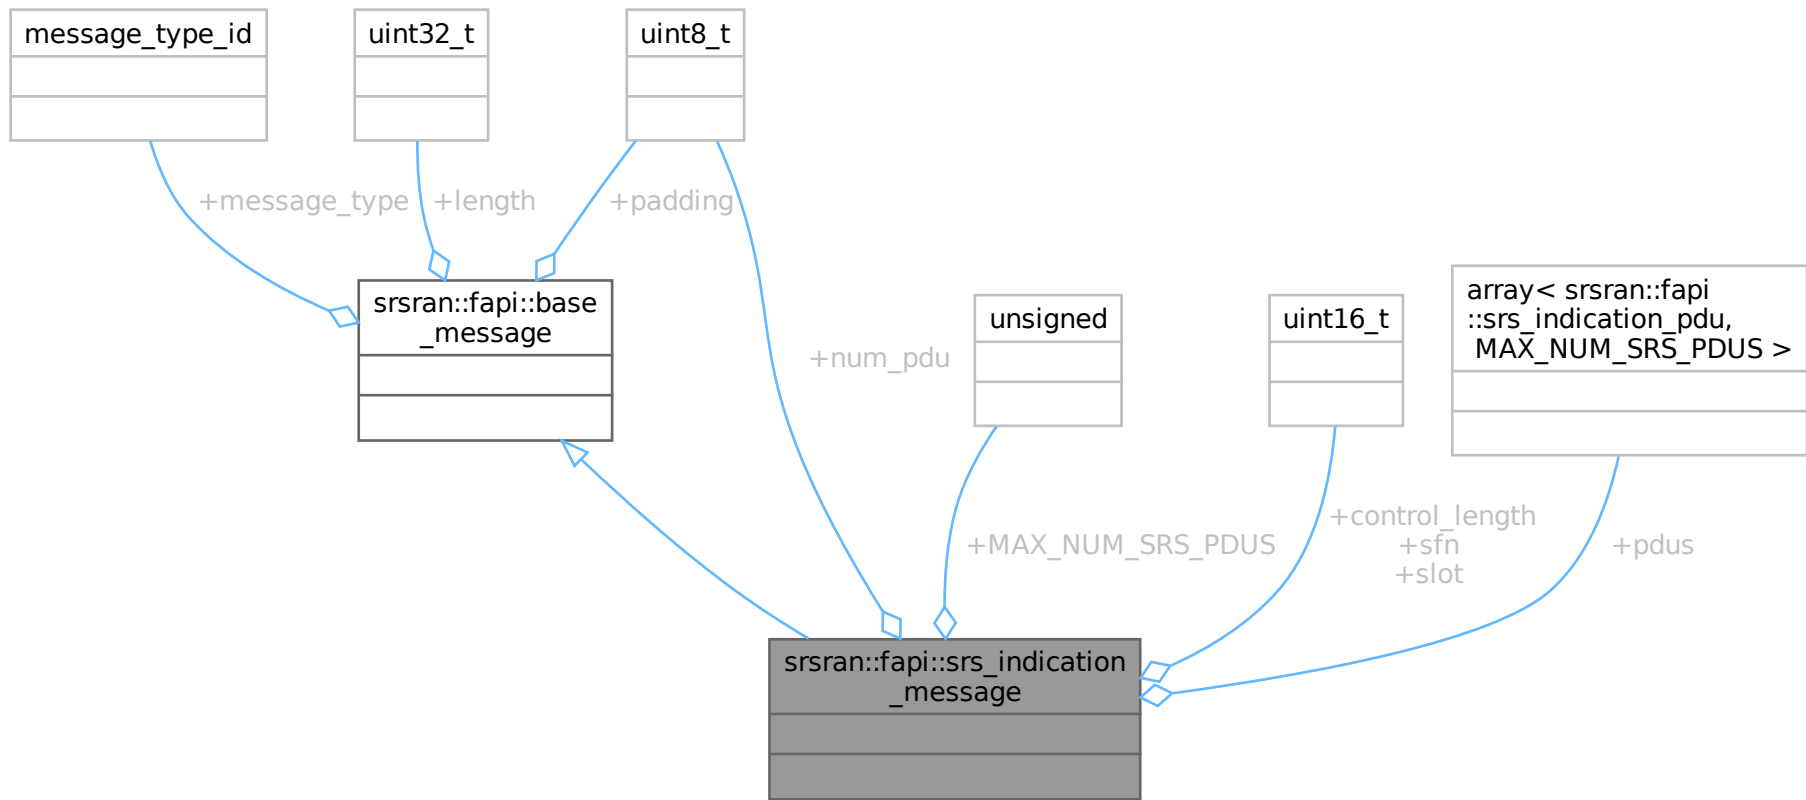 message_type_id
uint32_t
uint8_t
+message_type
+length
+padding
array< srsran::fapi
::srs_indication_pdu,
MAX_NUM_SRS_PDUS >
srsran::fapi::base
_message
unsigned
uint16_t
+num_pdu
+MAX_NUM_SRS_PDUS
+control_length
+sfn
+slot
+pdus
srsran::fapi::srs_indication
_message